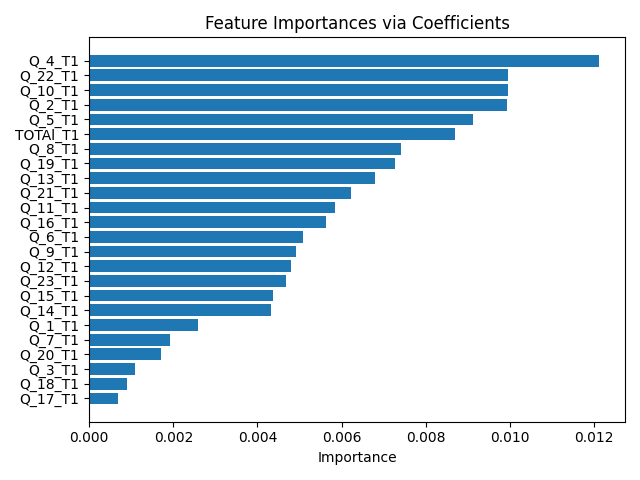 Feature Importances via Coefficients
Q_4_T1
Q_22_T1
Q_10_T1
Q_2_T1
Q_5_T1
TOTAl_T1
Q_8_T1
Q_19_T1
Q_13_T1
Q_21_T1
Q_11_T1
Q_16_T1
Q_6_T1
Q_9_T1
Q_12_T1
Q_23_T1
Q_15_T1
Q_14_T1
Q_1_T1
Q_7_T1
Q_20_T1
Q_3_T1
Q_18_T1
Q_17_T1
0.000 0.002 0.004 0.006 0.008 0.010 0.012
Importance